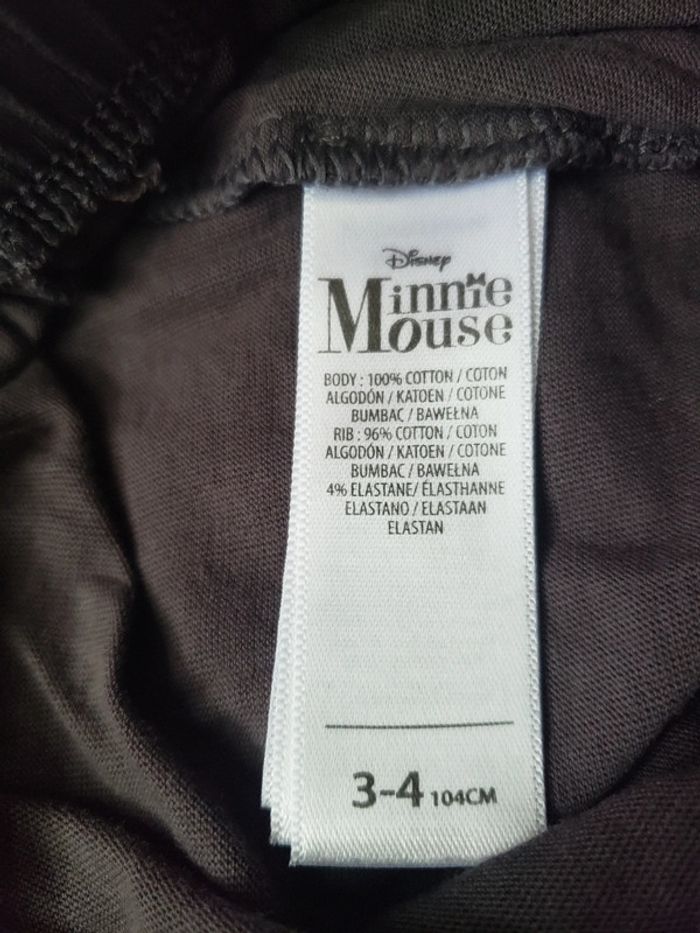 Disney
Minnie
Mouse
BODY : 100% COTTON / COTON
ALGODÓN / KATOEN / COTONE
BUMBAC / BAWEŁNA
RIB : 96% COTTON / COTON
ALGODÓN / KATOEN / COTONE
BUMBAC / BAWEŁNA
4% ELASTANE/ ÉLASTHANNE
ELASTANO / ELASTAAN
ELASTAN
3-4 104CM